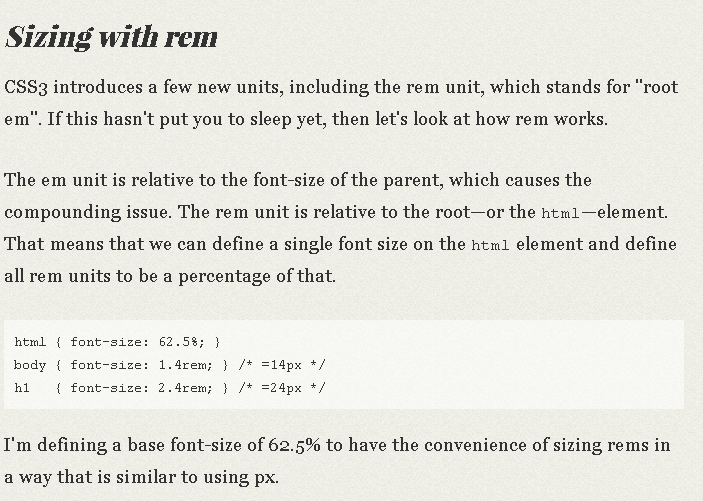 Sizing with rem
CSS3 introduces a few new units, including the rem unit, which stands for "root
em". If this hasn't put you to sleep yet, then let's look at how rem works.
The em unit is relative to the font-size of the parent, which causes the
compounding issue. The rem unit is relative to the root—or the html—element.
That means that we can define a single font size on the html element and define
all rem units to be a percentage of that.
html { font-size: 62.5%; }
body { font-size: 1.4rem; } /* =14px */
h1   { font-size: 2.4rem; } /* =24px */
I'm defining a base font-size of 62.5% to have the convenience of sizing rems in
a way that is similar to using px.